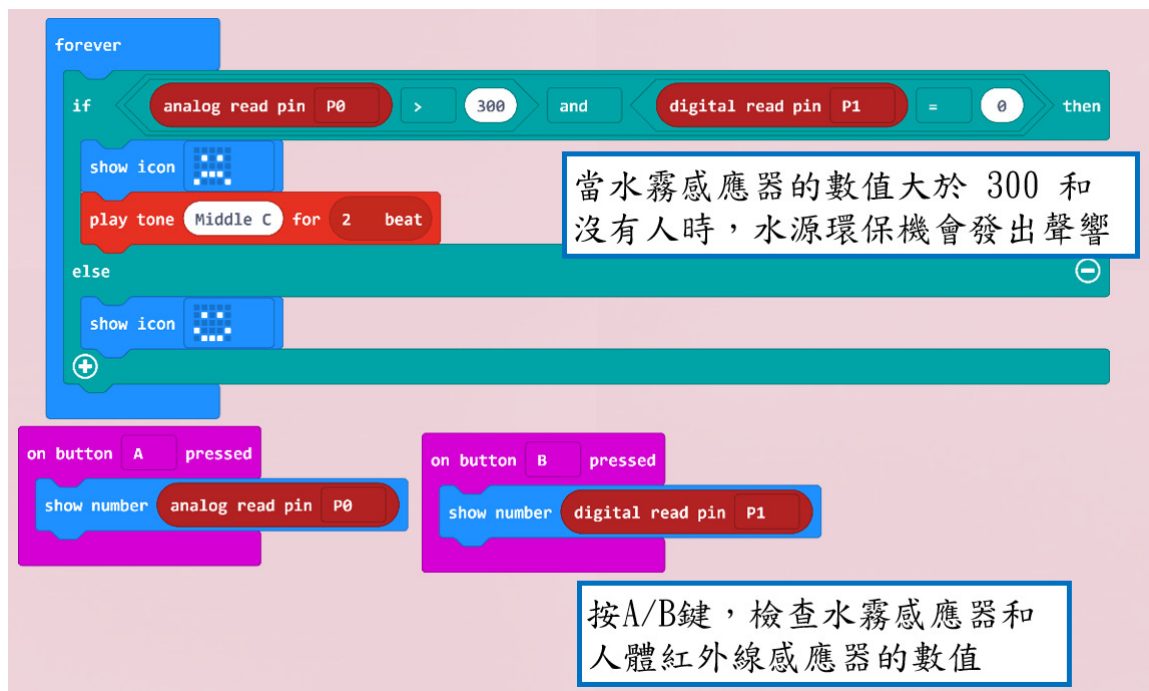 forever
if analog read pin P0 > 300 and digital read pin P1 = 0 then
show icon
當水霧感應器的數值大於 300 和
沒有人時，水源環保機會發出聲響
play tone Middle C for 2 beat
else
show icon
on button A pressed
show number analog read pin P0
on button B pressed
show number digital read pin P1
按A/B鍵，檢查水霧感應器和
人體紅外線感應器的數值